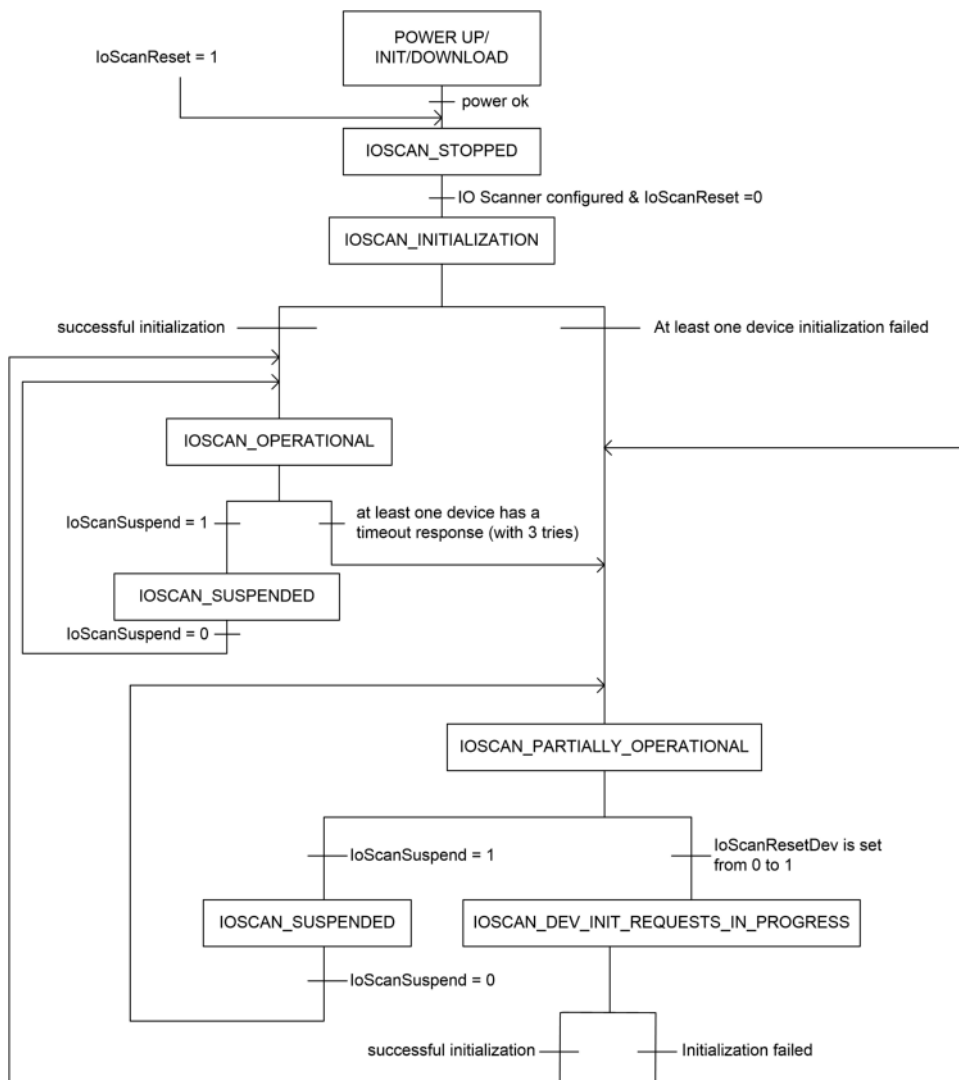 POWER UP/
INIT/DOWNLOAD
IoScanReset = 1
power ok
IOSCAN_STOPPED
IO Scanner configured & IoScanReset =0
IOSCAN_INITIALIZATION
successful initialization
At least one device initialization failed
IOSCAN_OPERATIONAL
IoScanSuspend = 1
at least one device has a
timeout response (with 3 tries)
IOSCAN_SUSPENDED
IoScanSuspend = 0
IOSCAN_PARTIALLY_OPERATIONAL
IoScanSuspend = 1
IoScanResetDev is set
from 0 to 1
IOSCAN_SUSPENDED
IOSCAN_DEV_INIT_REQUESTS_IN_PROGRESS
IoScanSuspend = 0
successful initialization
Initialization failed